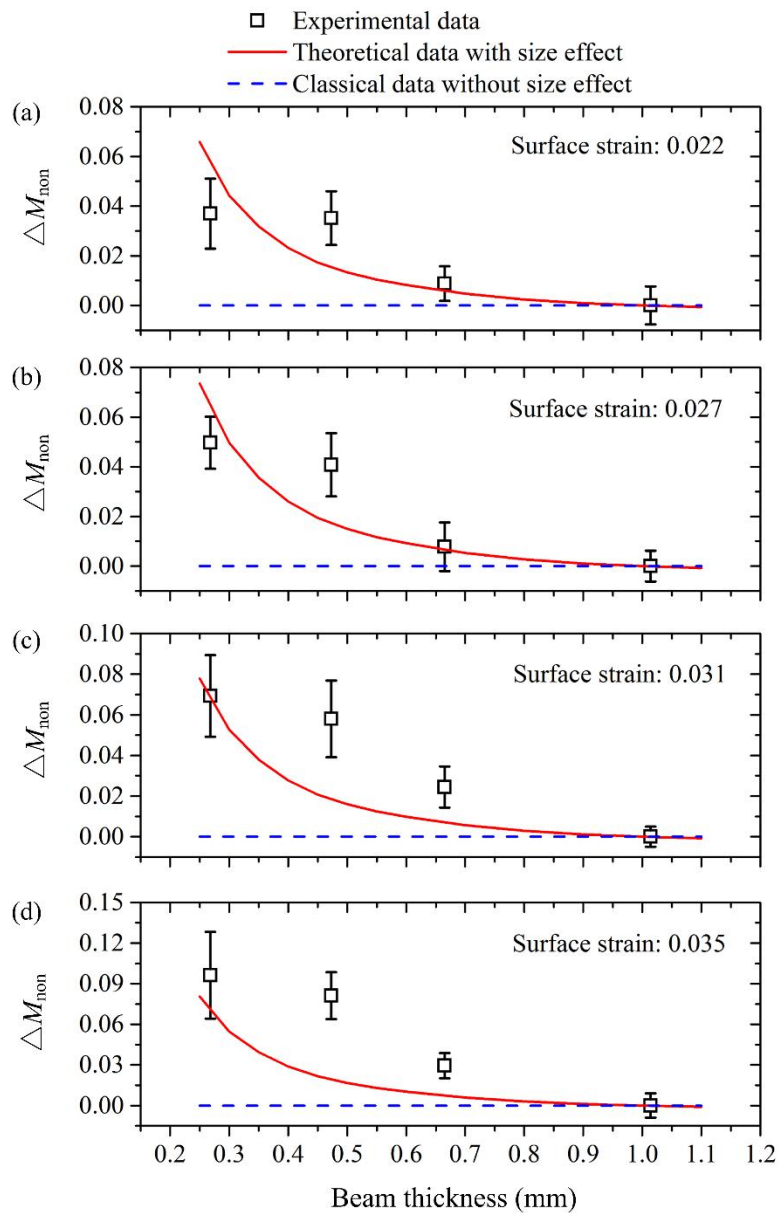 Experimental data
Theoretical data with size effect
Classical data without size effect
(a)
Surface strain: 0.022
0.08
0.06
0.04
0.02
0.00
△M_non
(b)
Surface strain: 0.027
0.08
0.06
0.04
0.02
0.00
△M_non
(c)
Surface strain: 0.031
0.10
0.08
0.06
0.04
0.02
0.00
△M_non
(d)
Surface strain: 0.035
0.15
0.12
0.09
0.06
0.03
0.00
△M_non
0.2 0.3 0.4 0.5 0.6 0.7 0.8 0.9 1.0 1.1 1.2
Beam thickness (mm)